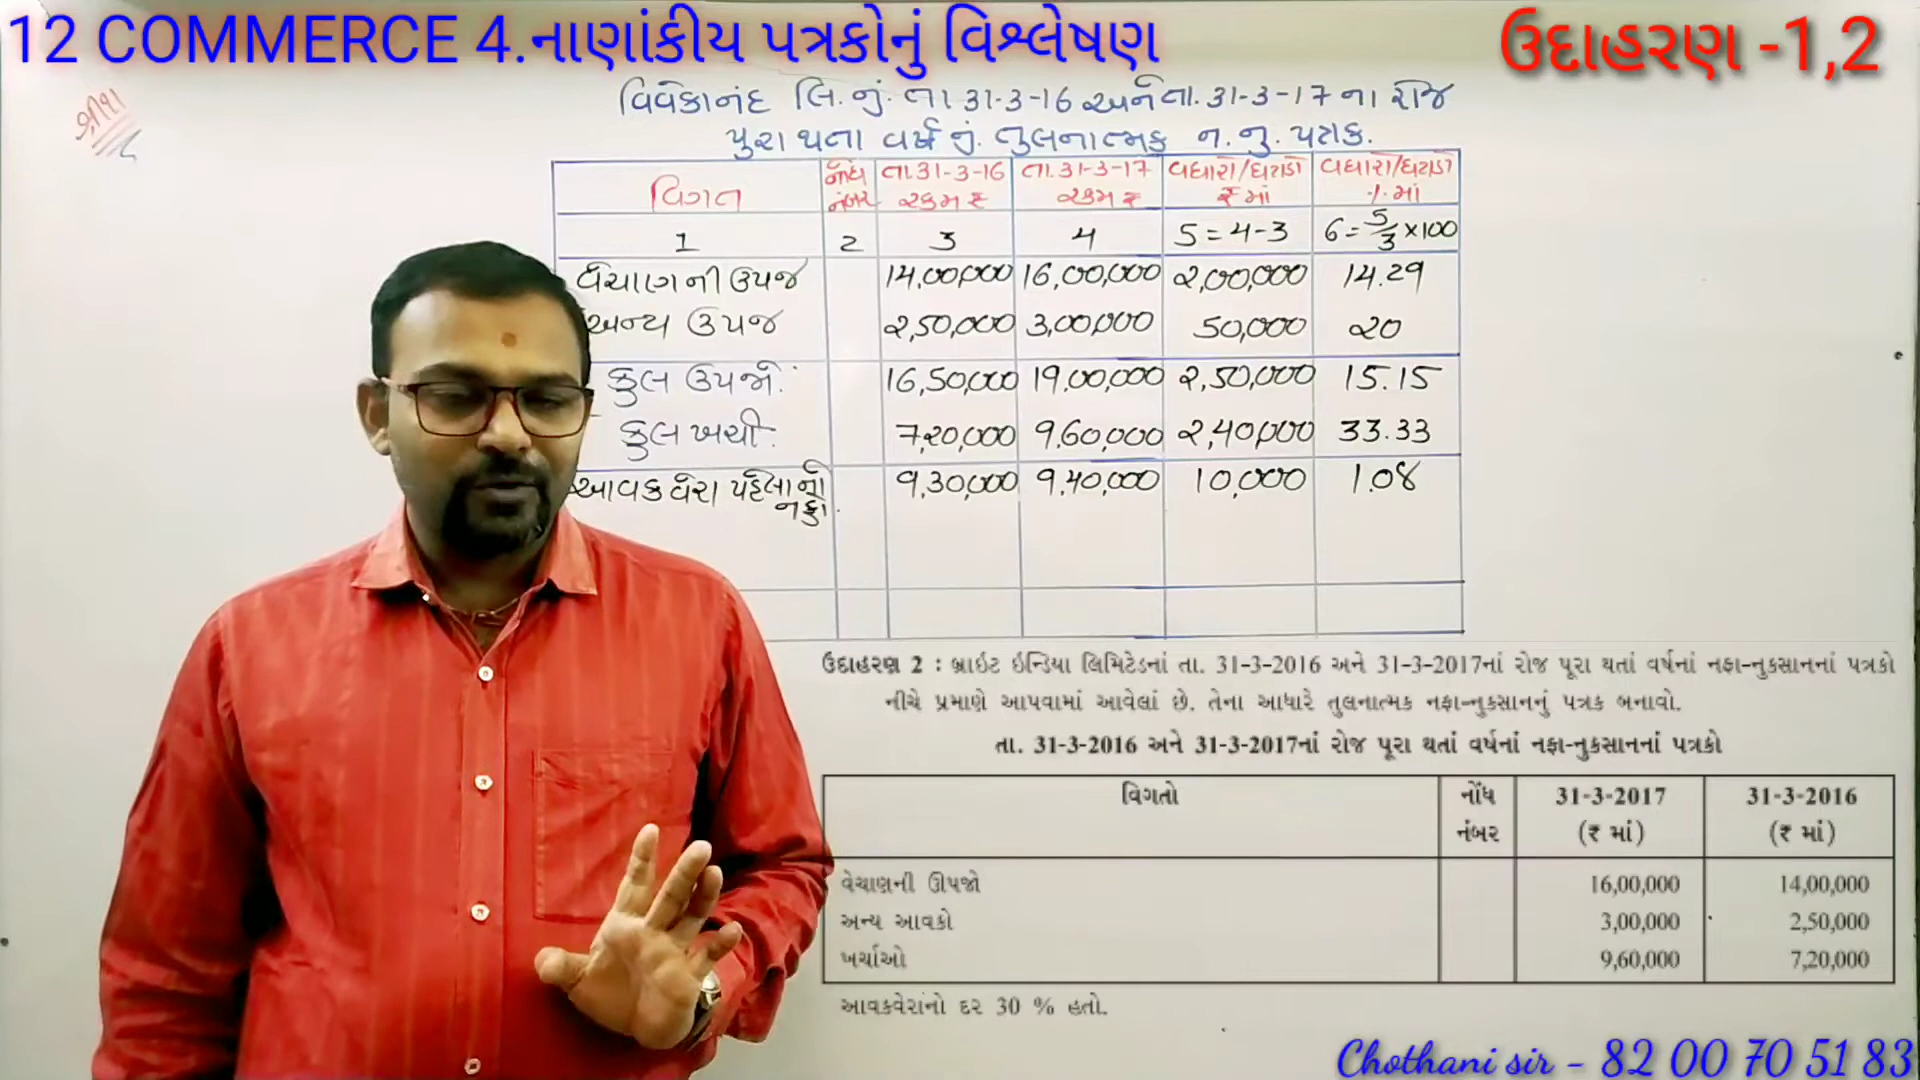 12 COMMERCE 4.નાણાંકીય પત્રકોનું વિશ્લેષણ
ઉદાહરણ -1,2
શ્રી૧ા
વિવેકાનંદ લિ.નું. તા 31-3-16 અને તા. 31-3-17 ના રોજ
પુરા થતા વર્ષ નું. તુલનાત્મક ન. નુ. પત્રક.
વિગત નોંધ નંબર તા.31-3-16 રકમ ₹ તા.31-3-17 રકમ ₹ વધારો/ઘટાડો ₹ માં વધારો/ઘટાડો %માં
1 2 3 4 5 = 4-3 6 = 5/3 ×100
વેચાણ ની ઉપજ 14,00,000 16,00,000 2,00,000 14.29
અન્ય ઉપજ 2,50,000 3,00,000 50,000 20
કુલ ઉપજો. 16,50,000 19,00,000 2,50,000 15.15
કુલ ખર્ચા. 7,20,000 9,60,000 2,40,000 33.33
આવક વેરા પહેલાનો નફો 9,30,000 9,40,000 10,000 1.08
ઉદાહરણ 2 : બ્રાઇટ ઇન્ડિયા લિમિટેડનાં તા. 31-3-2016 અને 31-3-2017નાં રોજ પૂરા થતાં વર્ષનાં નફા-નુકસાનનાં પત્રકો
નીચે પ્રમાણે આપવામાં આવેલાં છે. તેના આધારે તુલનાત્મક નફા-નુકસાનનું પત્રક બનાવો.
તા. 31-3-2016 અને 31-3-2017નાં રોજ પૂરા થતાં વર્ષનાં નફા-નુકસાનનાં પત્રકો
વિગતો નોંધ નંબર 31-3-2017 (₹ માં) 31-3-2016 (₹ માં)
વેચાણની ઊપજો 16,00,000 14,00,000
અન્ય આવકો 3,00,000 2,50,000
ખર્ચાઓ 9,60,000 7,20,000
આવકવેરાનો દર 30 % હતો.
Chothani sir - 82 00 70 51 83